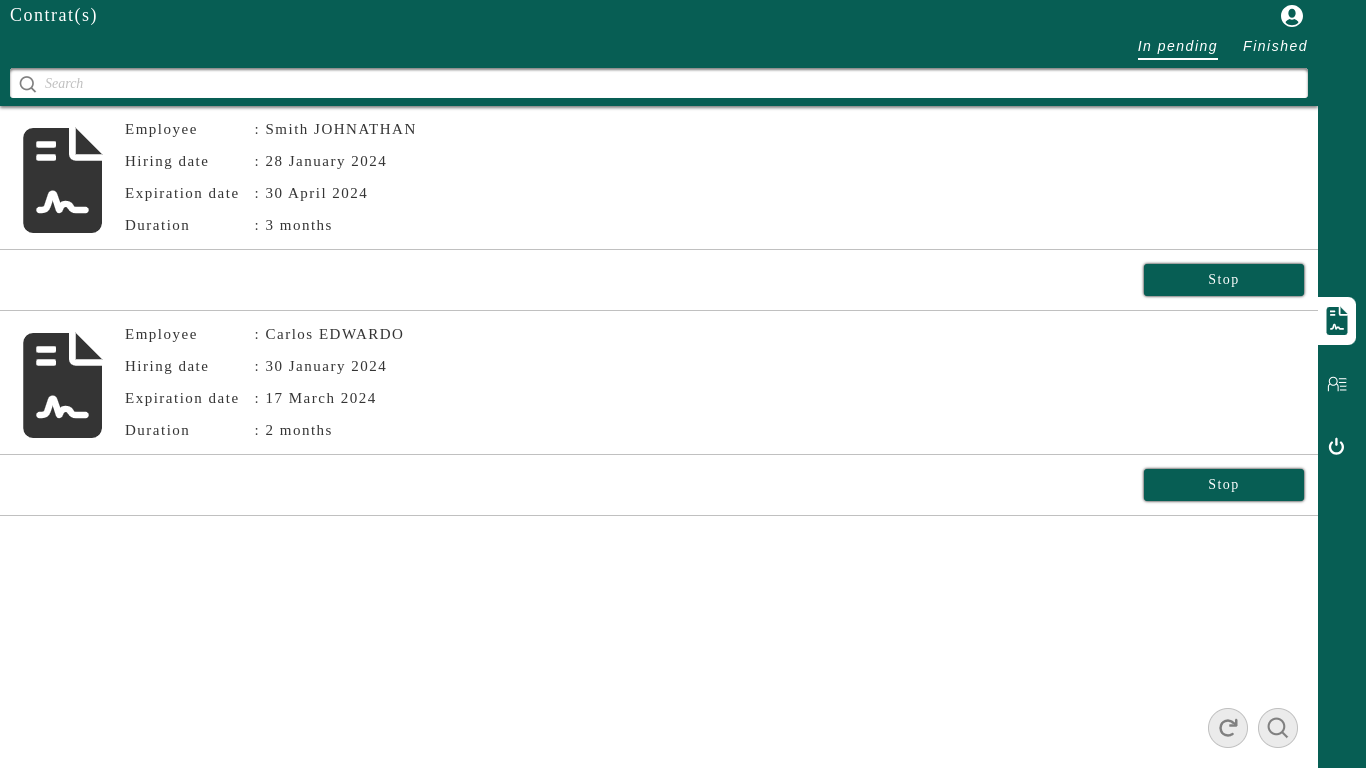 Contrat(s)
In pending Finished
Search
Employee : Smith JOHNATHAN
Hiring date : 28 January 2024
Expiration date : 30 April 2024
Duration : 3 months
Stop
Employee : Carlos EDWARDO
Hiring date : 30 January 2024
Expiration date : 17 March 2024
Duration : 2 months
Stop